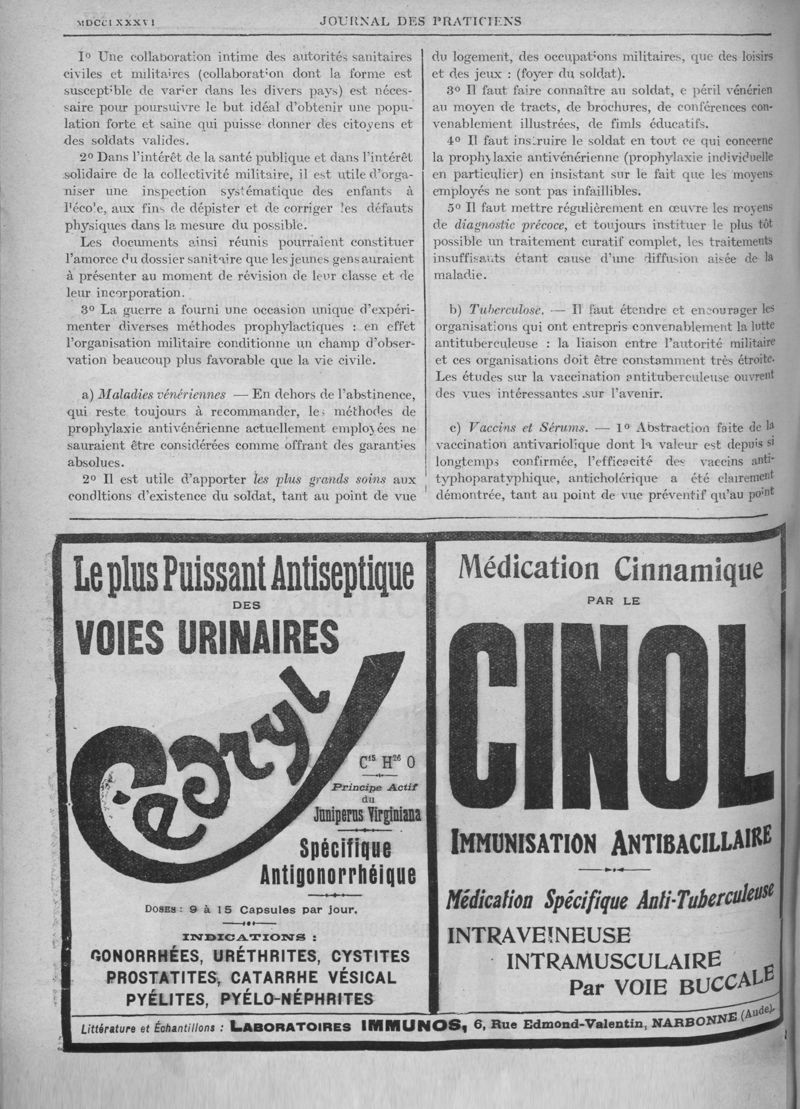 MDCCLXXXVI
JOURNAL DES PRATICIENS
1º Une collaboration intime des autorités sanitaires
civiles et militaires (collaboration dont la forme est
susceptible de varier dans les divers pays) est néces-
saire pour poursuivre le but idéal d'obtenir une popu-
lation forte et saine qui puisse donner des citoyens et
des soldats valides.
2º Dans l'intérêt de la santé publique et dans l'intérêt
solidaire de la collectivité militaire, il est utile d'orga-
niser une inspection systématique des enfants à
l'école, aux fins de dépister et de corriger les défauts
physiques dans la mesure du possible.
Les documents ainsi réunis pourraient constituer
l'amorce du dossier sanitaire que les jeunes gens auraient
à présenter au moment de révision de leur classe et de
leur incorporation.
3º La guerre a fourni une occasion unique d'expéri-
menter diverses méthodes prophylactiques : en effet
l'organisation militaire conditionne un champ d'obser-
vation beaucoup plus favorable que la vie civile.
a) Maladies vénériennes — En dehors de l'abstinence,
qui reste toujours à recommander, les méthodes de
prophylaxie antivénérienne actuellement employées ne
sauraient être considérées comme offrant des garanties
absolues.
2º Il est utile d'apporter les plus grands soins aux
condltions d'existence du soldat, tant au point de vue
du logement, des occupations militaires, que des loisirs
et des jeux : (foyer du soldat).
3º Il faut faire connaître au soldat, e péril vénérien
au moyen de tracts, de brochures, de conférences con-
venablement illustrées, de fimls éducatifs.
4º Il faut instruire le soldat en tout ce qui concerne
la prophylaxie antivénérienne (prophylaxie individuelle
en particulier) en insistant sur le fait que les moyens
employés ne sont pas infaillibles.
5º Il faut mettre régulièrement en œuvre les moyens
de diagnostic précoce, et toujours instituer le plus tôt
possible un traitement curatif complet, les traitements
insuffisants étant cause d'une diffusion aisée de la
maladie.
b) Tuberculose. — Il faut étendre et encourager les
organisations qui ont entrepris convenablement la lutte
antituberculeuse : la liaison entre l'autorité militaire
et ces organisations doit être constamment très étroite.
Les études sur la vaccination antituberculeuse ouvrent
des vues intéressantes sur l'avenir.
c) Vaccins et Sérums. — 1º Abstraction faite de la
vaccination antivariolique dont la valeur est depuis si
longtemps confirmée, l'efficacité des vaccins anti-
typhoparatyphique, anticholérique a été clairement
démontrée, tant au point de vue préventif qu'au point
Le plus Puissant Antiseptique
DES
VOIES URINAIRES
Cedryl
C¹⁵ H²⁶ O
Principe Actif
du
Juniperus Virginiana
Spécifique
Antigonorrhéique
DOSES : 9 à 15 Capsules par jour.
INDICATIONS :
GONORRHÉES, URÉTHRITES, CYSTITES
PROSTATITES, CATARRHE VÉSICAL
PYÉLITES, PYÉLO-NÉPHRITES
Médication Cinnamique
PAR LE
CINOL
IMMUNISATION ANTIBACILLAIRE
Médication Spécifique Anti-Tuberculeuse
INTRAVEINEUSE
INTRAMUSCULAIRE
Par VOIE BUCCALE
Littérature et Échantillons : LABORATOIRES IMMUNOS, 6, Rue Edmond-Valentin, NARBONNE (Aude).